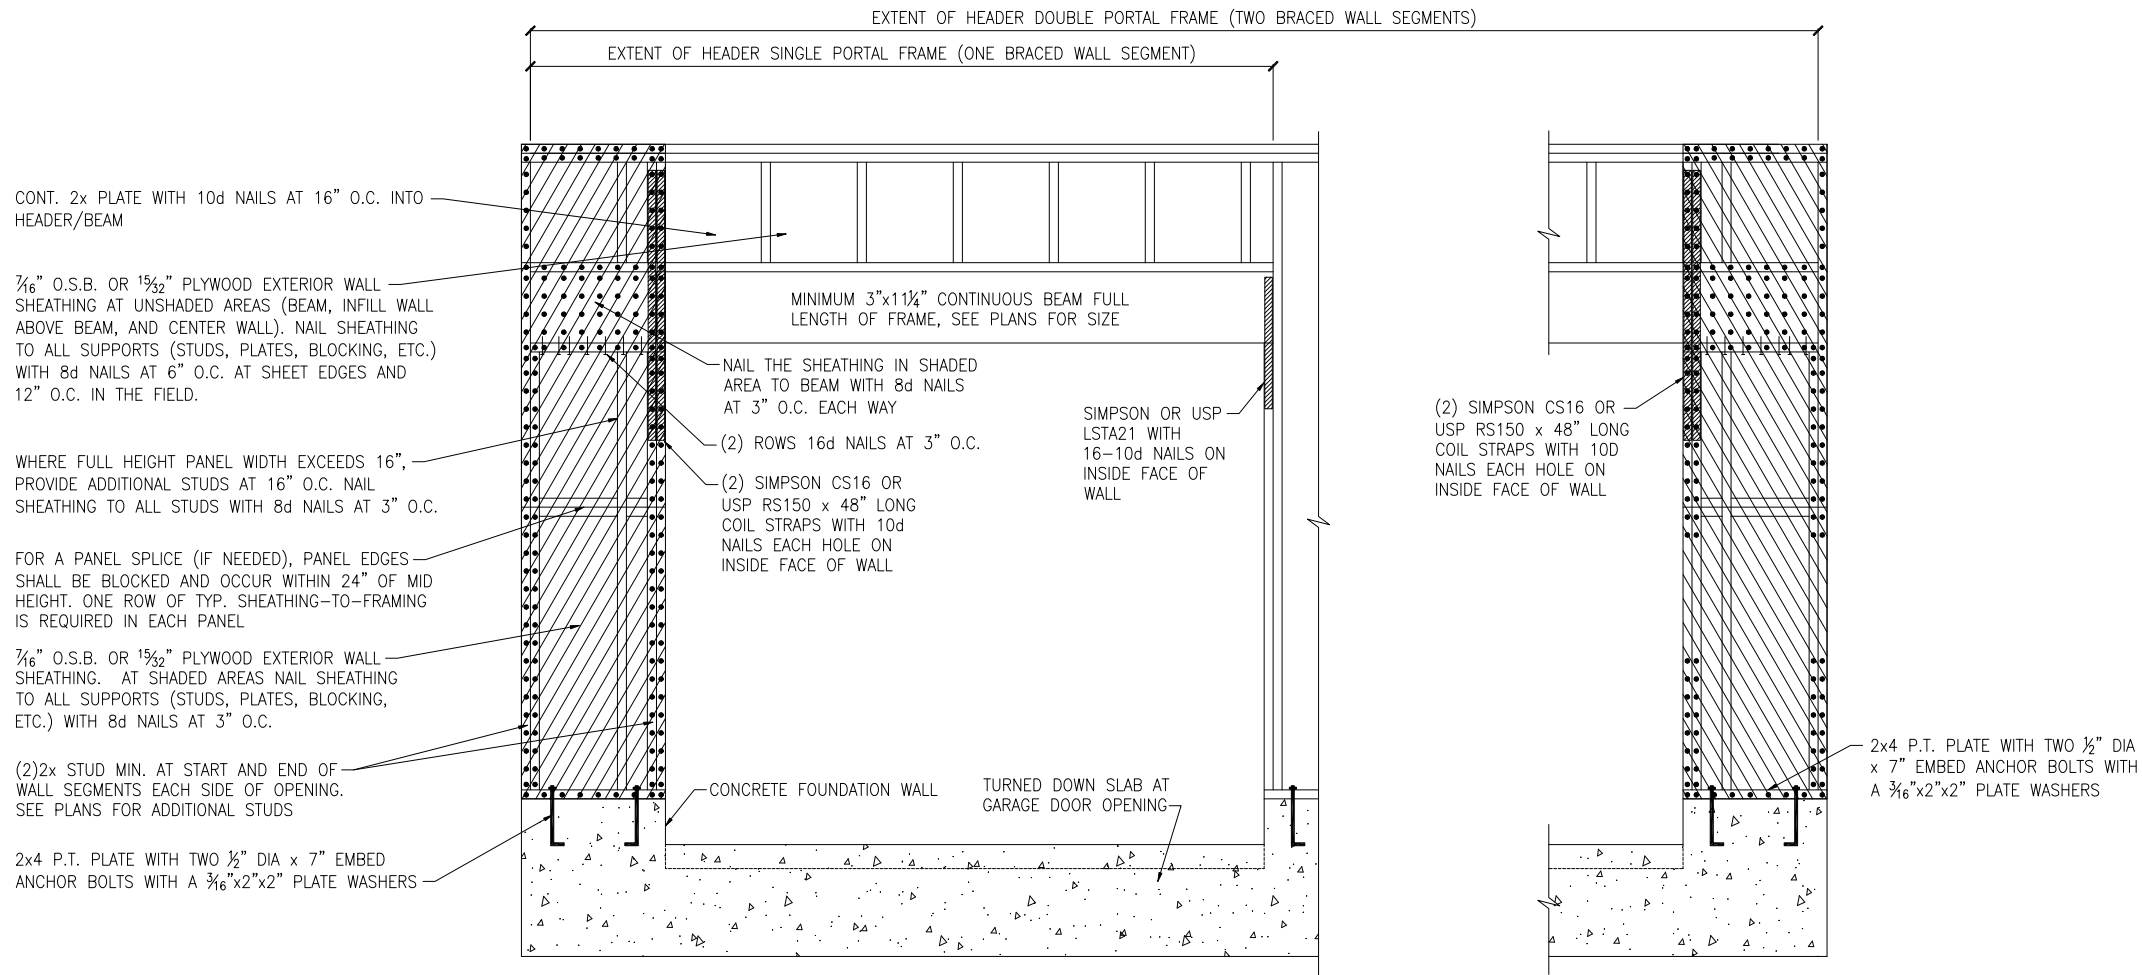 EXTENT OF HEADER DOUBLE PORTAL FRAME (TWO BRACED WALL SEGMENTS)
EXTENT OF HEADER SINGLE PORTAL FRAME (ONE BRACED WALL SEGMENT)
CONT. 2x PLATE WITH 10d NAILS AT 16" O.C. INTO
HEADER/BEAM
7/16" O.S.B. OR 15/32" PLYWOOD EXTERIOR WALL
SHEATHING AT UNSHADED AREAS (BEAM, INFILL WALL
ABOVE BEAM, AND CENTER WALL). NAIL SHEATHING
TO ALL SUPPORTS (STUDS, PLATES, BLOCKING, ETC.)
WITH 8d NAILS AT 6" O.C. AT SHEET EDGES AND
12" O.C. IN THE FIELD.
WHERE FULL HEIGHT PANEL WIDTH EXCEEDS 16",
PROVIDE ADDITIONAL STUDS AT 16" O.C. NAIL
SHEATHING TO ALL STUDS WITH 8d NAILS AT 3" O.C.
FOR A PANEL SPLICE (IF NEEDED), PANEL EDGES
SHALL BE BLOCKED AND OCCUR WITHIN 24" OF MID
HEIGHT. ONE ROW OF TYP. SHEATHING-TO-FRAMING
IS REQUIRED IN EACH PANEL
7/16" O.S.B. OR 15/32" PLYWOOD EXTERIOR WALL
SHEATHING. AT SHADED AREAS NAIL SHEATHING
TO ALL SUPPORTS (STUDS, PLATES, BLOCKING,
ETC.) WITH 8d NAILS AT 3" O.C.
(2)2x STUD MIN. AT START AND END OF
WALL SEGMENTS EACH SIDE OF OPENING.
SEE PLANS FOR ADDITIONAL STUDS
2x4 P.T. PLATE WITH TWO 1/2" DIA x 7" EMBED
ANCHOR BOLTS WITH A 3/16"x2"x2" PLATE WASHERS
MINIMUM 3"x11 1/4" CONTINUOUS BEAM FULL
LENGTH OF FRAME, SEE PLANS FOR SIZE
NAIL THE SHEATHING IN SHADED
AREA TO BEAM WITH 8d NAILS
AT 3" O.C. EACH WAY
(2) ROWS 16d NAILS AT 3" O.C.
(2) SIMPSON CS16 OR
USP RS150 x 48" LONG
COIL STRAPS WITH 10d
NAILS EACH HOLE ON
INSIDE FACE OF WALL
SIMPSON OR USP
LSTA21 WITH
16-10d NAILS ON
INSIDE FACE OF
WALL
(2) SIMPSON CS16 OR
USP RS150 x 48" LONG
COIL STRAPS WITH 10D
NAILS EACH HOLE ON
INSIDE FACE OF WALL
CONCRETE FOUNDATION WALL
TURNED DOWN SLAB AT
GARAGE DOOR OPENING
2x4 P.T. PLATE WITH TWO 1/2" DIA
x 7" EMBED ANCHOR BOLTS WITH
A 3/16"x2"x2" PLATE WASHERS